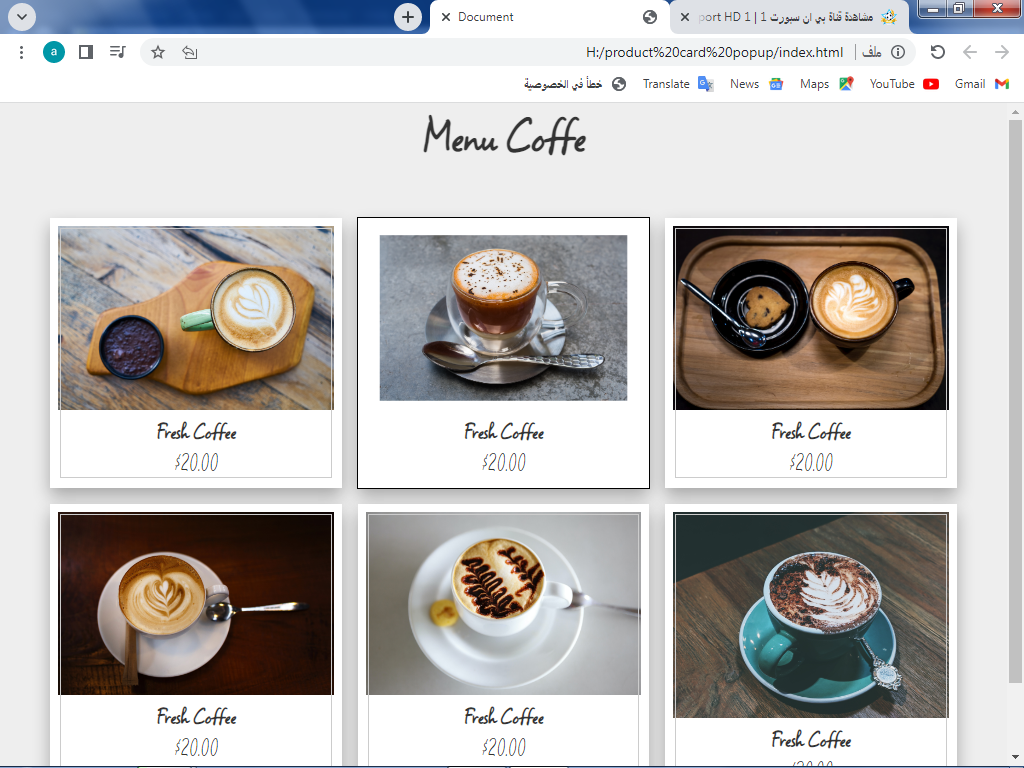 Document
port HD 1 | 1 مشاهدة قناة بي ان سبورت
a
H:/product%20card%20popup/index.html
ملف
خطأ في الخصوصية
Translate
News
Maps
YouTube
Gmail
Menu Coffe
Fresh Coffee
$20.00
Fresh Coffee
$20.00
Fresh Coffee
$20.00
Fresh Coffee
$20.00
Fresh Coffee
$20.00
Fresh Coffee